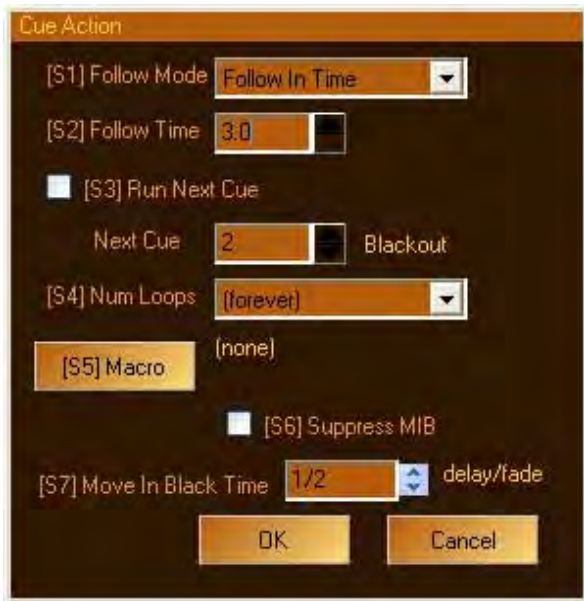 Cue Action
[S1] Follow Mode Follow In Time
[S2] Follow Time 3.0
[S3] Run Next Cue
Next Cue 2 Blackout
[S4] Num Loops (forever)
[S5] Macro (none)
[S6] Suppress MIB
[S7] Move In Black Time 1/2 delay/fade
OK Cancel